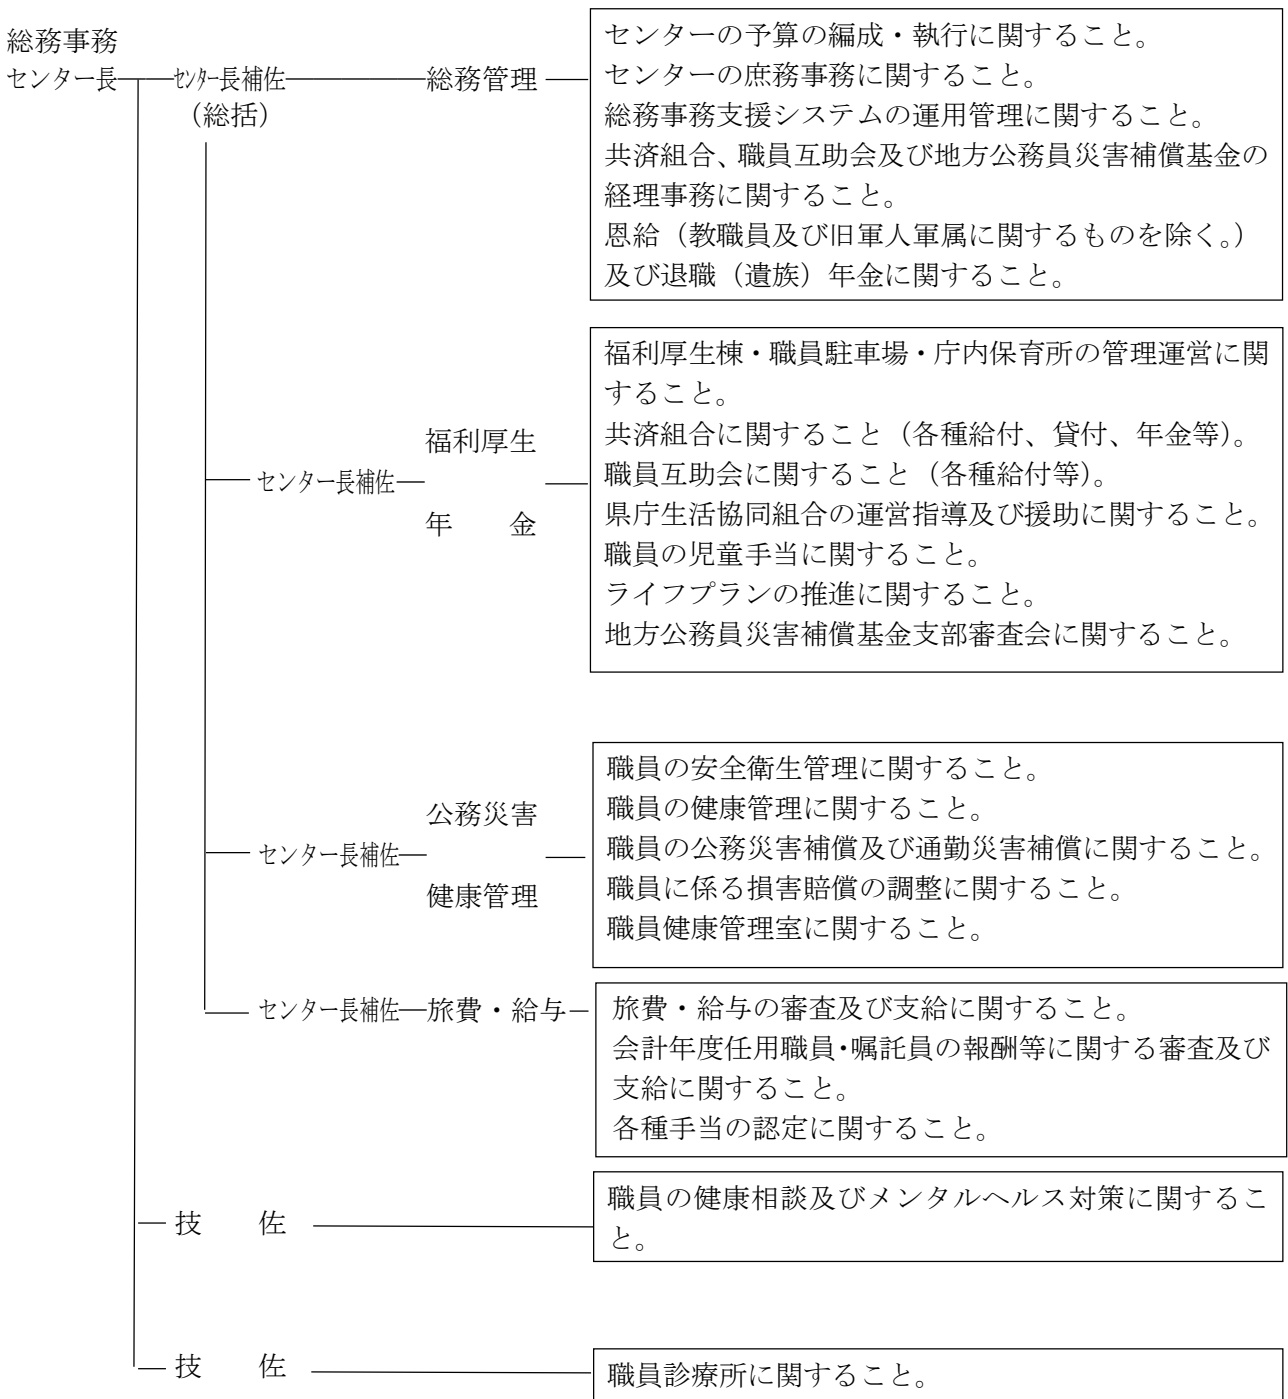 総務事務
センター長
センター長補佐
（総括）
総務管理
センターの予算の編成・執行に関すること。
センターの庶務事務に関すること。
総務事務支援システムの運用管理に関すること。
共済組合、職員互助会及び地方公務員災害補償基金の
経理事務に関すること。
恩給（教職員及び旧軍人軍属に関するものを除く。）
及び退職（遺族）年金に関すること。
センター長補佐
福利厚生
年　　金
福利厚生棟・職員駐車場・庁内保育所の管理運営に関
すること。
共済組合に関すること（各種給付、貸付、年金等）。
職員互助会に関すること（各種給付等）。
県庁生活協同組合の運営指導及び援助に関すること。
職員の児童手当に関すること。
ライフプランの推進に関すること。
地方公務員災害補償基金支部審査会に関すること。
センター長補佐
公務災害
健康管理
職員の安全衛生管理に関すること。
職員の健康管理に関すること。
職員の公務災害補償及び通勤災害補償に関すること。
職員に係る損害賠償の調整に関すること。
職員健康管理室に関すること。
センター長補佐
旅費・給与
旅費・給与の審査及び支給に関すること。
会計年度任用職員・嘱託員の報酬等に関する審査及び
支給に関すること。
各種手当の認定に関すること。
技　　佐
職員の健康相談及びメンタルヘルス対策に関するこ
と。
技　　佐
職員診療所に関すること。